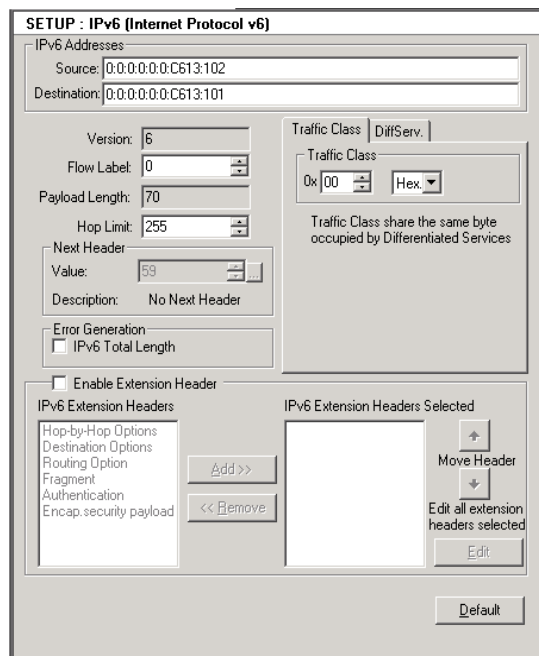 SETUP : IPv6 (Internet Protocol v6)
IPv6 Addresses
Source: 0:0:0:0:0:0:C613:102
Destination: 0:0:0:0:0:0:C613:101
Version: 6
Flow Label: 0
Payload Length: 70
Hop Limit: 255
Next Header
Value: 59 ...
Description: No Next Header
Error Generation
IPv6 Total Length
Traffic Class DiffServ.
Traffic Class
0x 00 Hex.
Traffic Class share the same byte
occupied by Differentiated Services
Enable Extension Header
IPv6 Extension Headers
Hop-by-Hop Options
Destination Options
Routing Option
Fragment
Authentication
Encap.security payload
Add >>
<< Remove
IPv6 Extension Headers Selected
Move Header
Edit all extension
headers selected
Edit
Default